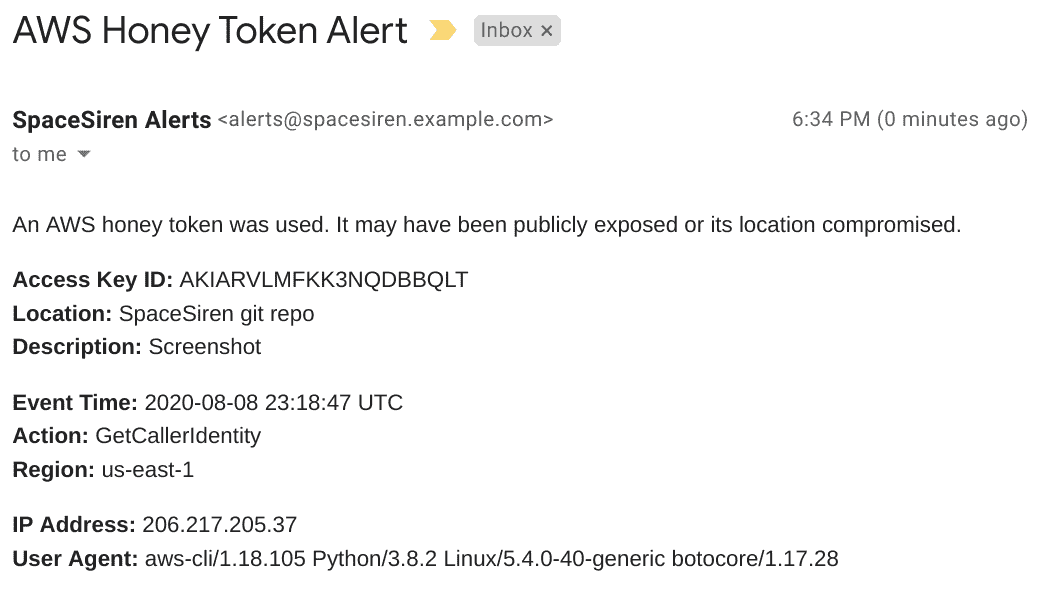 AWS Honey Token Alert Inbox ×
SpaceSiren Alerts <alerts@spacesiren.example.com> 6:34 PM (0 minutes ago)
to me
An AWS honey token was used. It may have been publicly exposed or its location compromised.
Access Key ID: AKIARVLMFKK3NQDBBQLT
Location: SpaceSiren git repo
Description: Screenshot
Event Time: 2020-08-08 23:18:47 UTC
Action: GetCallerIdentity
Region: us-east-1
IP Address: 206.217.205.37
User Agent: aws-cli/1.18.105 Python/3.8.2 Linux/5.4.0-40-generic botocore/1.17.28